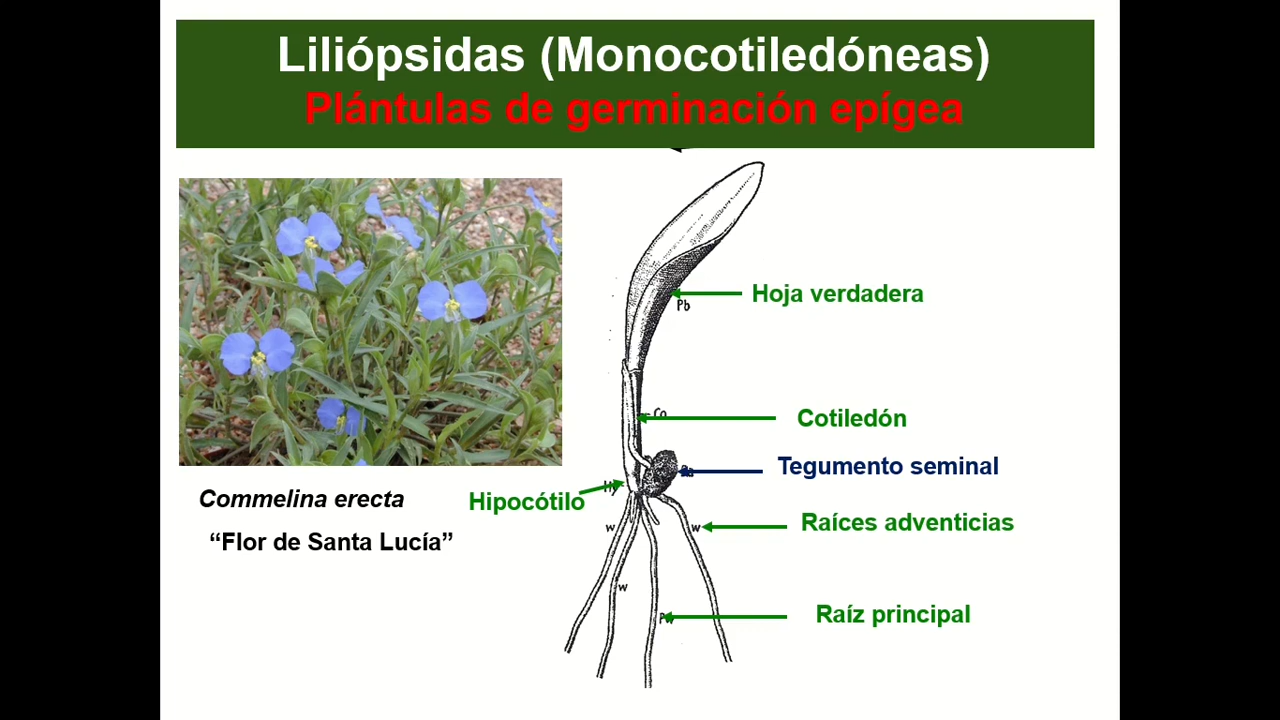 Liliópsidas (Monocotiledóneas)
Plántulas de germinación epígea
Hoja verdadera
Pb
Co
Cotiledón
Tegumento seminal
Hipocótilo
Hy
Commelina erecta
“Flor de Santa Lucía”
w
w
Raíces adventicias
w
Raíz principal